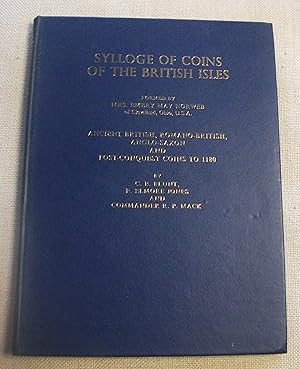 SYLLOGE OF COINS
OF THE BRITISH ISLES
FORMED BY
MRS. EMERY MAY NORWEB
of Cleveland, Ohio, U.S.A.
ANCIENT BRITISH, ROMANO-BRITISH,
ANGLO-SAXON
AND
POST-CONQUEST COINS TO 1180
BY
C. E. BLUNT,
F. ELMORE JONES
AND
COMMANDER R. P. MACK